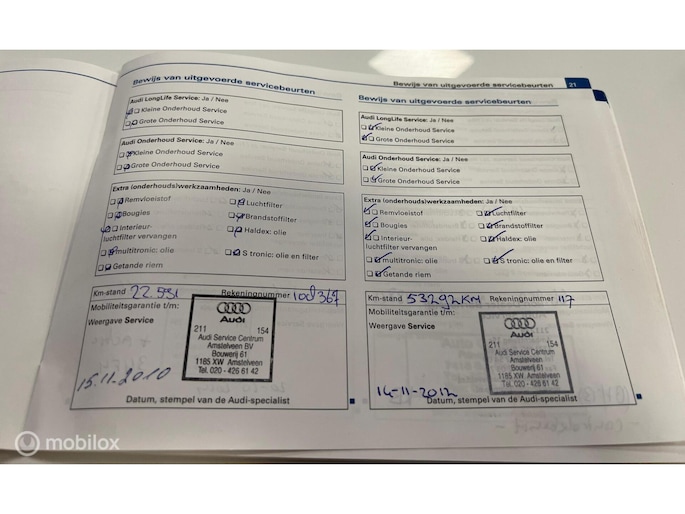 Bewijs van uitgevoerde servicebeurten
Audi LongLife Service: Ja / Nee
Kleine Onderhoud Service
Grote Onderhoud Service
Audi Onderhoud Service: Ja / Nee
Kleine Onderhoud Service
Grote Onderhoud Service
Extra (onderhouds)werkzaamheden: Ja / Nee
Remvloeistof
Luchtfilter
Bougies
Brandstoffilter
Interieur-
luchtfilter vervangen
Haldex: olie
multitronic: olie
S tronic: olie en filter
Getande riem
Km-stand 22.551 Rekeningnummer 108367
Mobiliteitsgarantie t/m:
Weergave Service
Audi
211 154
Audi Service Centrum
Amstelveen BV
Bouwerij 61
1185 XW Amstelveen
Tel. 020 - 426 61 42
15.11.2010
Datum, stempel van de Audi-specialist
Bewijs van uitgevoerde servicebeurten 21
Bewijs van uitgevoerde servicebeurten
Audi LongLife Service: Ja / Nee
Kleine Onderhoud Service
Grote Onderhoud Service
Audi Onderhoud Service: Ja / Nee
Kleine Onderhoud Service
Grote Onderhoud Service
Extra (onderhouds)werkzaamheden: Ja / Nee
Remvloeistof
Luchtfilter
Bougies
Brandstoffilter
Interieur-
luchtfilter vervangen
Haldex: olie
multitronic: olie
S tronic: olie en filter
Getande riem
Km-stand 53292KM Rekeningnummer 117
Mobiliteitsgarantie t/m:
Weergave Service
Audi
211 154
Audi Service Centrum
Amstelveen BV
Bouwerij 61
1185 XW Amstelveen
Tel. 020 - 426 61 42
14-11-2012
Datum, stempel van de Audi-specialist
mobilox